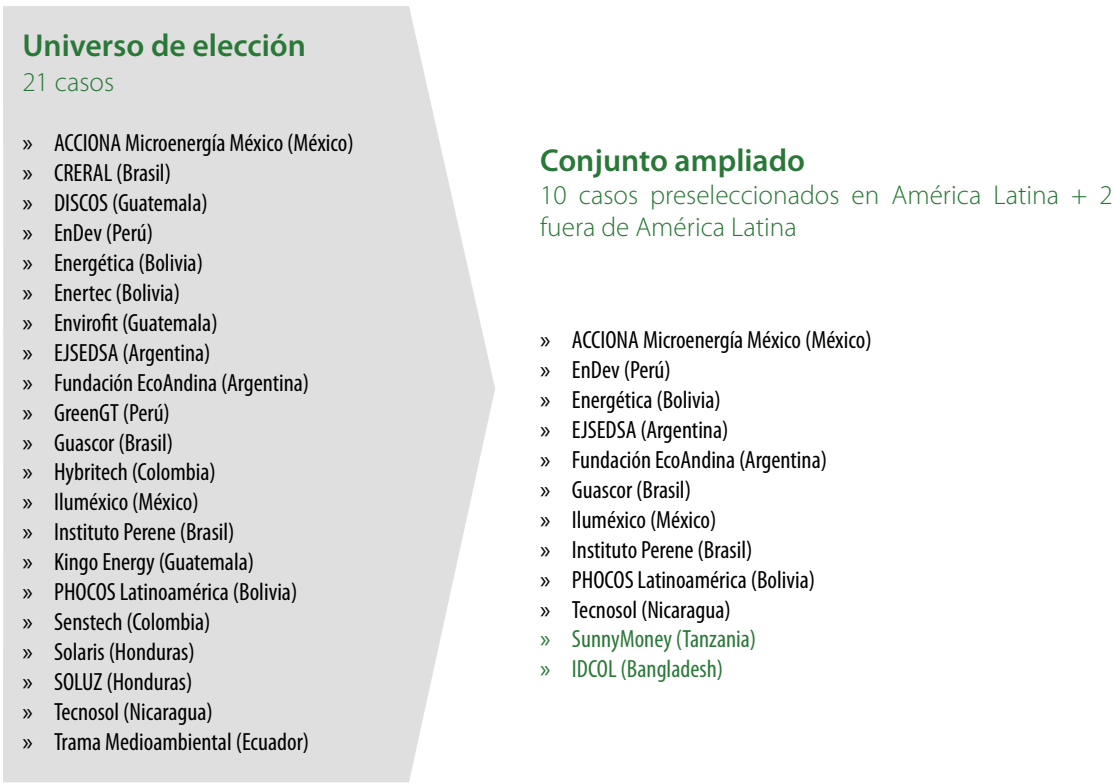 Universo de elección
21 casos
» ACCIONA Microenergía México (México)
» CRERAL (Brasil)
» DISCOS (Guatemala)
» EnDev (Perú)
» Energética (Bolivia)
» Enertec (Bolivia)
» Envirofit (Guatemala)
» EJSEDSA (Argentina)
» Fundación EcoAndina (Argentina)
» GreenGT (Perú)
» Guascor (Brasil)
» Hybritech (Colombia)
» Iluméxico (México)
» Instituto Perene (Brasil)
» Kingo Energy (Guatemala)
» PHOCOS Latinoamérica (Bolivia)
» Senstech (Colombia)
» Solaris (Honduras)
» SOLUZ (Honduras)
» Tecnosol (Nicaragua)
» Trama Medioambiental (Ecuador)
Conjunto ampliado
10 casos preseleccionados en América Latina + 2
fuera de América Latina
» ACCIONA Microenergía México (México)
» EnDev (Perú)
» Energética (Bolivia)
» EJSEDSA (Argentina)
» Fundación EcoAndina (Argentina)
» Guascor (Brasil)
» Iluméxico (México)
» Instituto Perene (Brasil)
» PHOCOS Latinoamérica (Bolivia)
» Tecnosol (Nicaragua)
» SunnyMoney (Tanzania)
» IDCOL (Bangladesh)